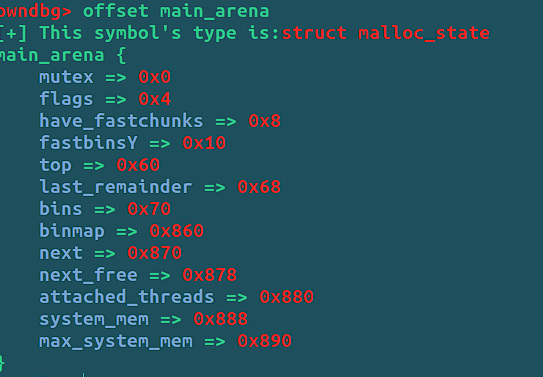 owndbg> offset main_arena
[+] This symbol's type is:struct malloc_state
main_arena {
mutex => 0x0
flags => 0x4
have_fastchunks => 0x8
fastbinsY => 0x10
top => 0x60
last_remainder => 0x68
bins => 0x70
binmap => 0x860
next => 0x870
next_free => 0x878
attached_threads => 0x880
system_mem => 0x888
max_system_mem => 0x890
}